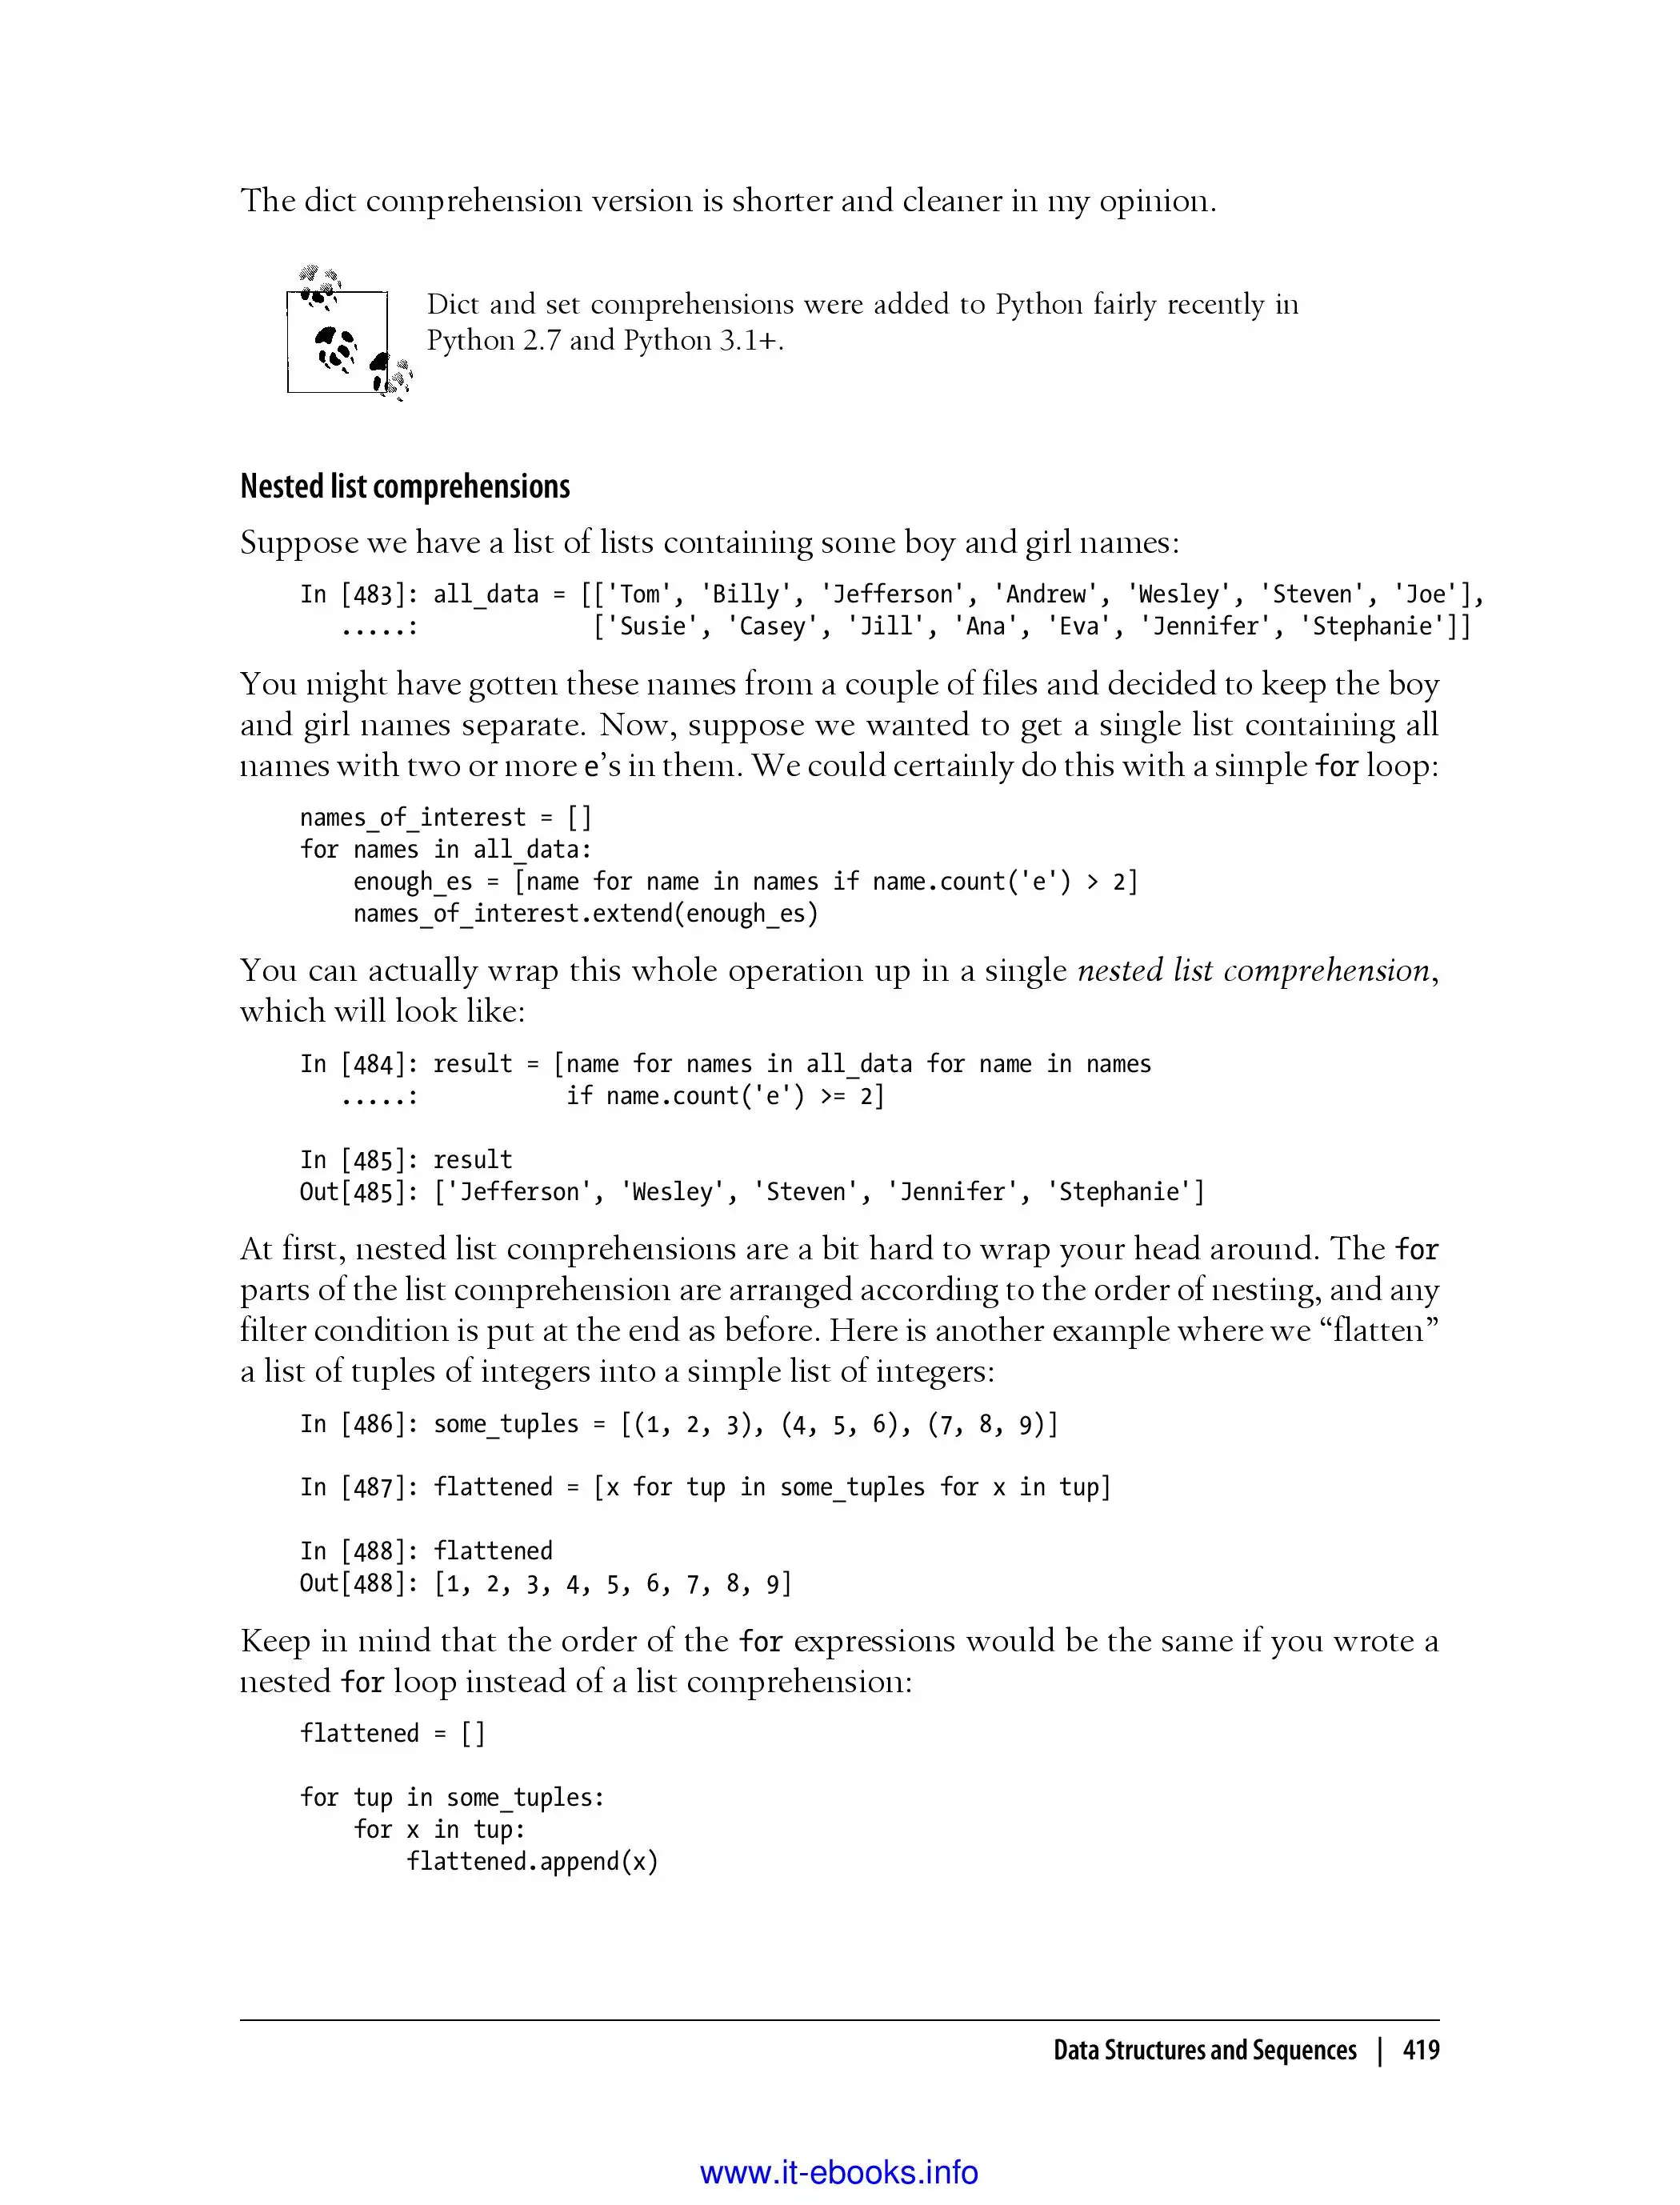 The dict comprehension version is shorter and cleaner in my opinion.
Dict and set comprehensions were added to Python fairly recently in
Python 2.7 and Python 3.1+.
Nested list comprehensions
Suppose we have a list of lists containing some boy and girl names:
In [483]: all_data = [['Tom', 'Billy', 'Jefferson', 'Andrew', 'Wesley', 'Steven', 'Joe'],
   .....:             ['Susie', 'Casey', 'Jill', 'Ana', 'Eva', 'Jennifer', 'Stephanie']]
You might have gotten these names from a couple of files and decided to keep the boy
and girl names separate. Now, suppose we wanted to get a single list containing all
names with two or more e’s in them. We could certainly do this with a simple for loop:
names_of_interest = []
for names in all_data:
    enough_es = [name for name in names if name.count('e') > 2]
    names_of_interest.extend(enough_es)
You can actually wrap this whole operation up in a single nested list comprehension,
which will look like:
In [484]: result = [name for names in all_data for name in names
   .....:           if name.count('e') >= 2]
In [485]: result
Out[485]: ['Jefferson', 'Wesley', 'Steven', 'Jennifer', 'Stephanie']
At first, nested list comprehensions are a bit hard to wrap your head around. The for
parts of the list comprehension are arranged according to the order of nesting, and any
filter condition is put at the end as before. Here is another example where we “flatten”
a list of tuples of integers into a simple list of integers:
In [486]: some_tuples = [(1, 2, 3), (4, 5, 6), (7, 8, 9)]
In [487]: flattened = [x for tup in some_tuples for x in tup]
In [488]: flattened
Out[488]: [1, 2, 3, 4, 5, 6, 7, 8, 9]
Keep in mind that the order of the for expressions would be the same if you wrote a
nested for loop instead of a list comprehension:
flattened = []
for tup in some_tuples:
    for x in tup:
        flattened.append(x)
Data Structures and Sequences | 419
www.it-ebooks.info